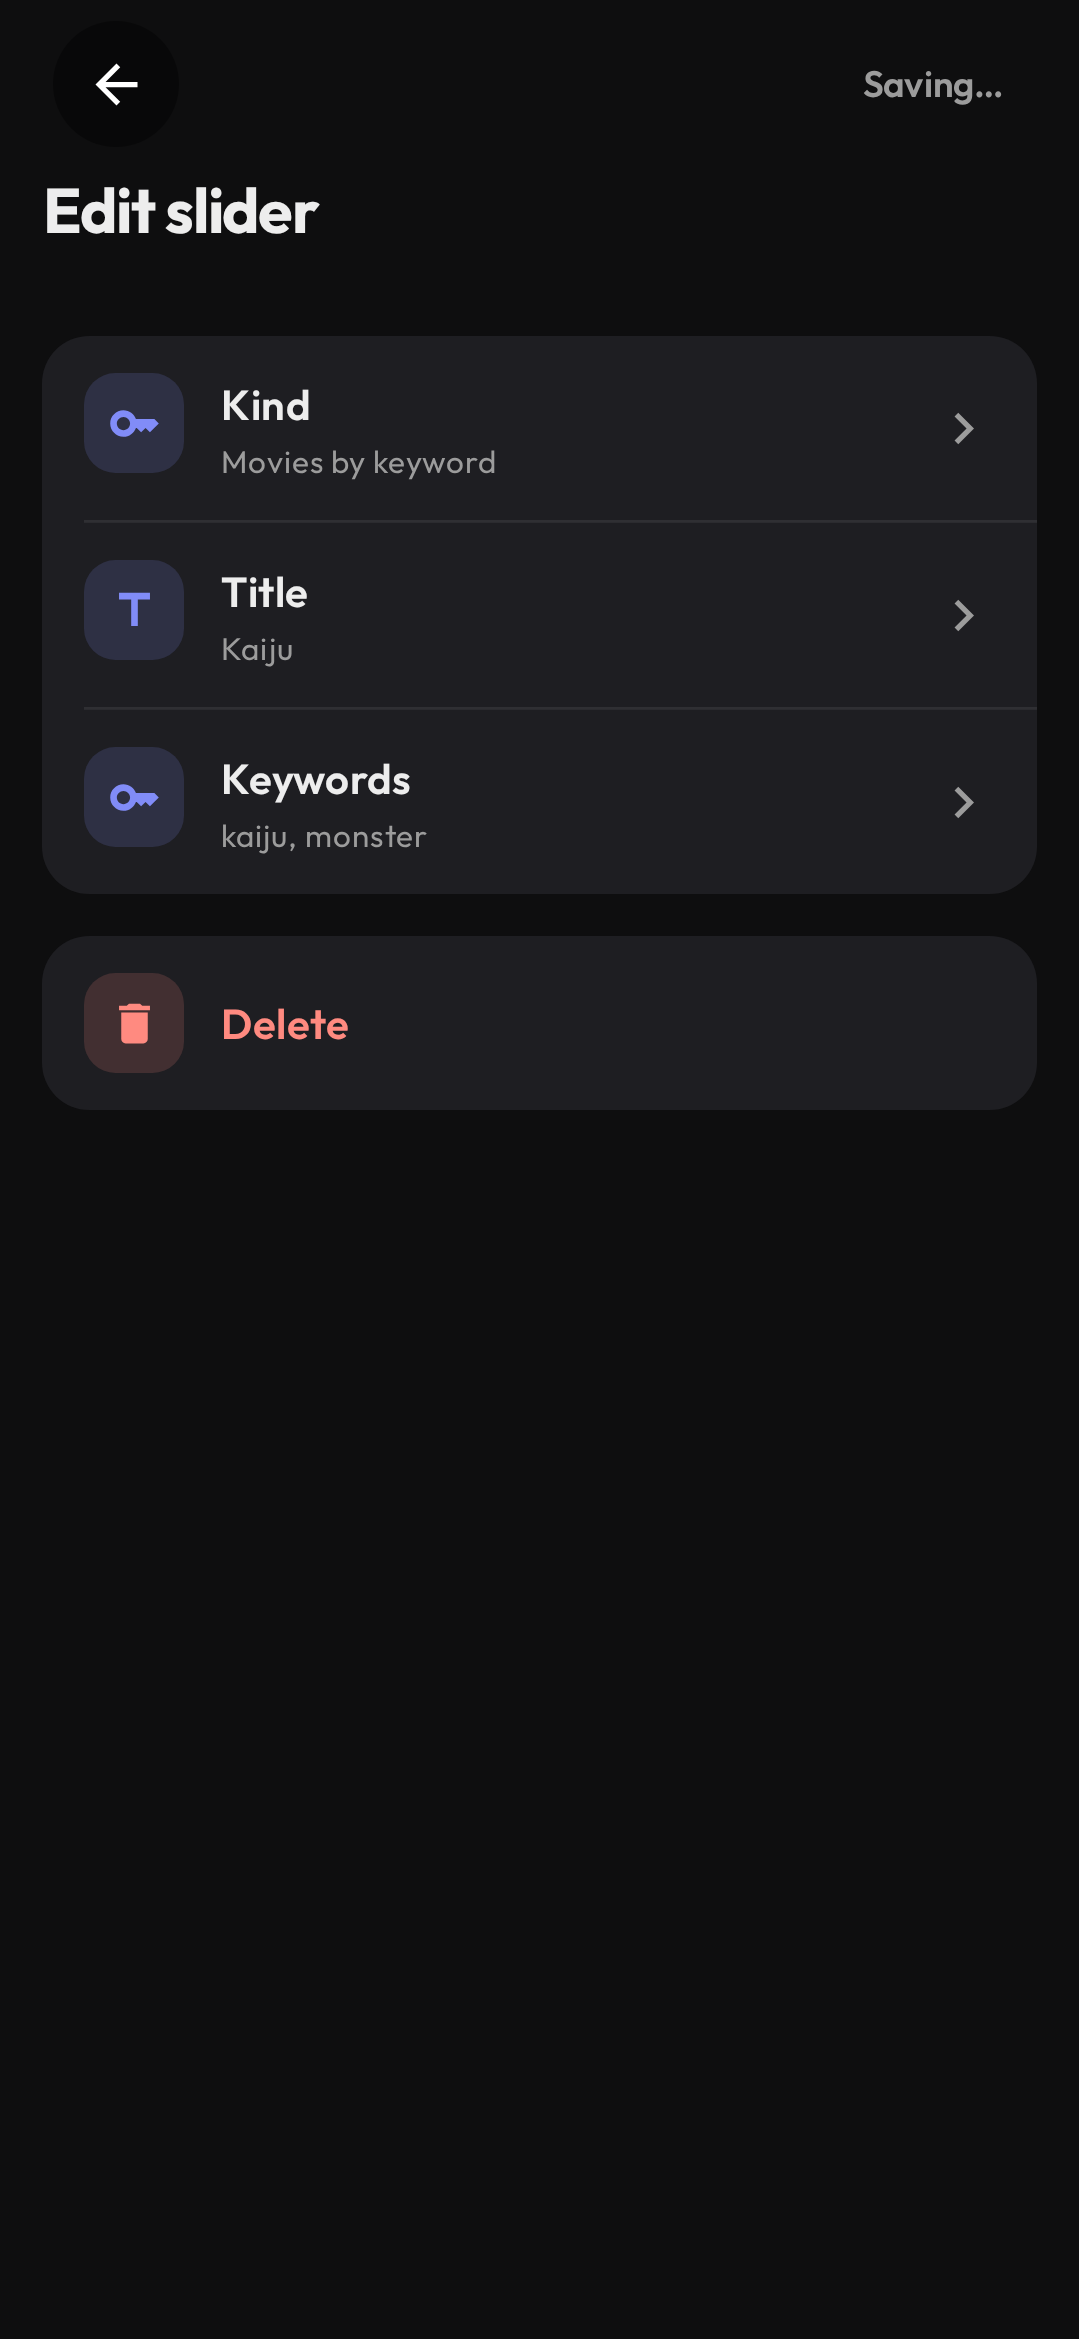 Saving...
Edit slider
Kind
Movies by keyword
Title
Kaiju
Keywords
kaiju, monster
Delete